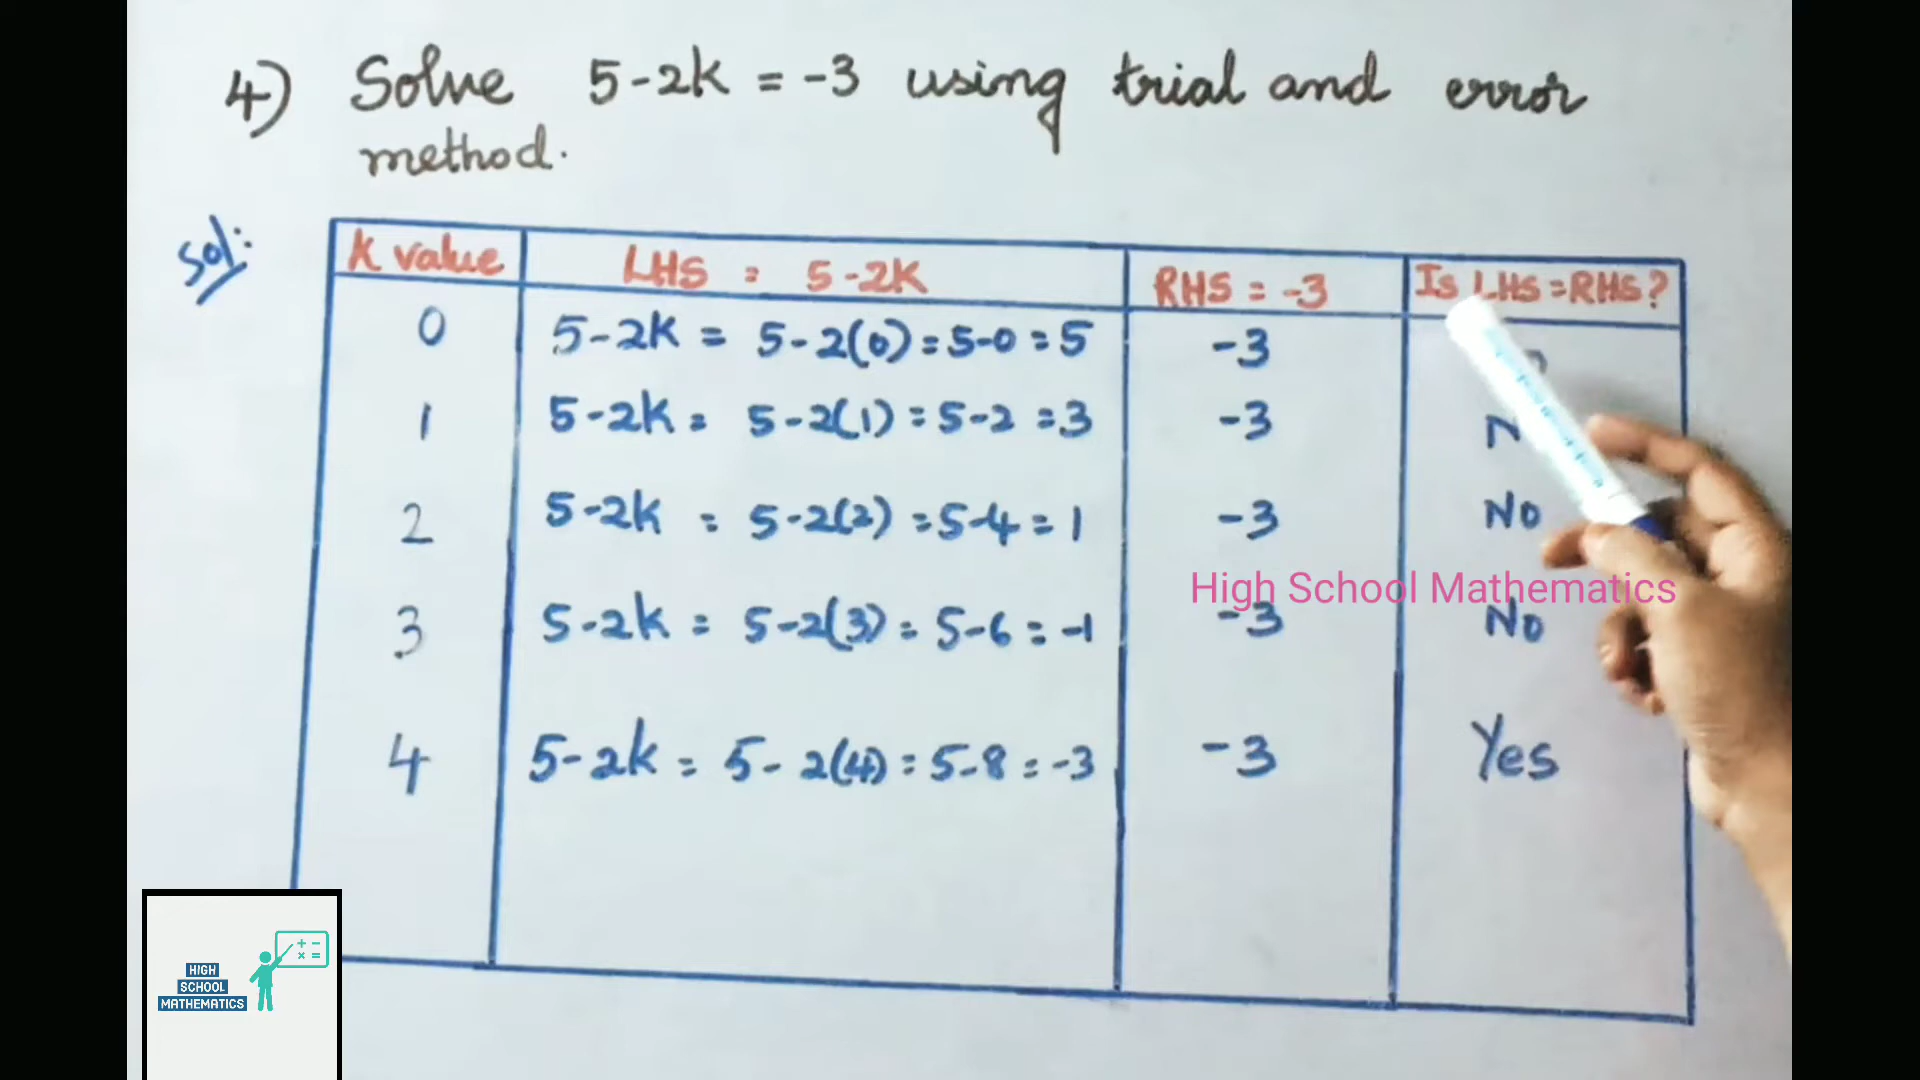 4) Solve 5-2k = -3 using trial and error
method.
Sol:
K value LHS = 5-2K RHS = -3 Is LHS=RHS?
0 5-2K = 5-2(0)=5-0=5 -3
1 5-2K= 5-2(1)=5-2=3 -3
2 5-2k = 5-2(2)=5-4=1 -3 No
High School Mathematics
3 5-2k = 5-2(3)= 5-6=-1 -3 No
4 5-2k = 5-2(4)=5-8=-3 -3 Yes
HIGH
SCHOOL
MATHEMATICS
+ -
× =